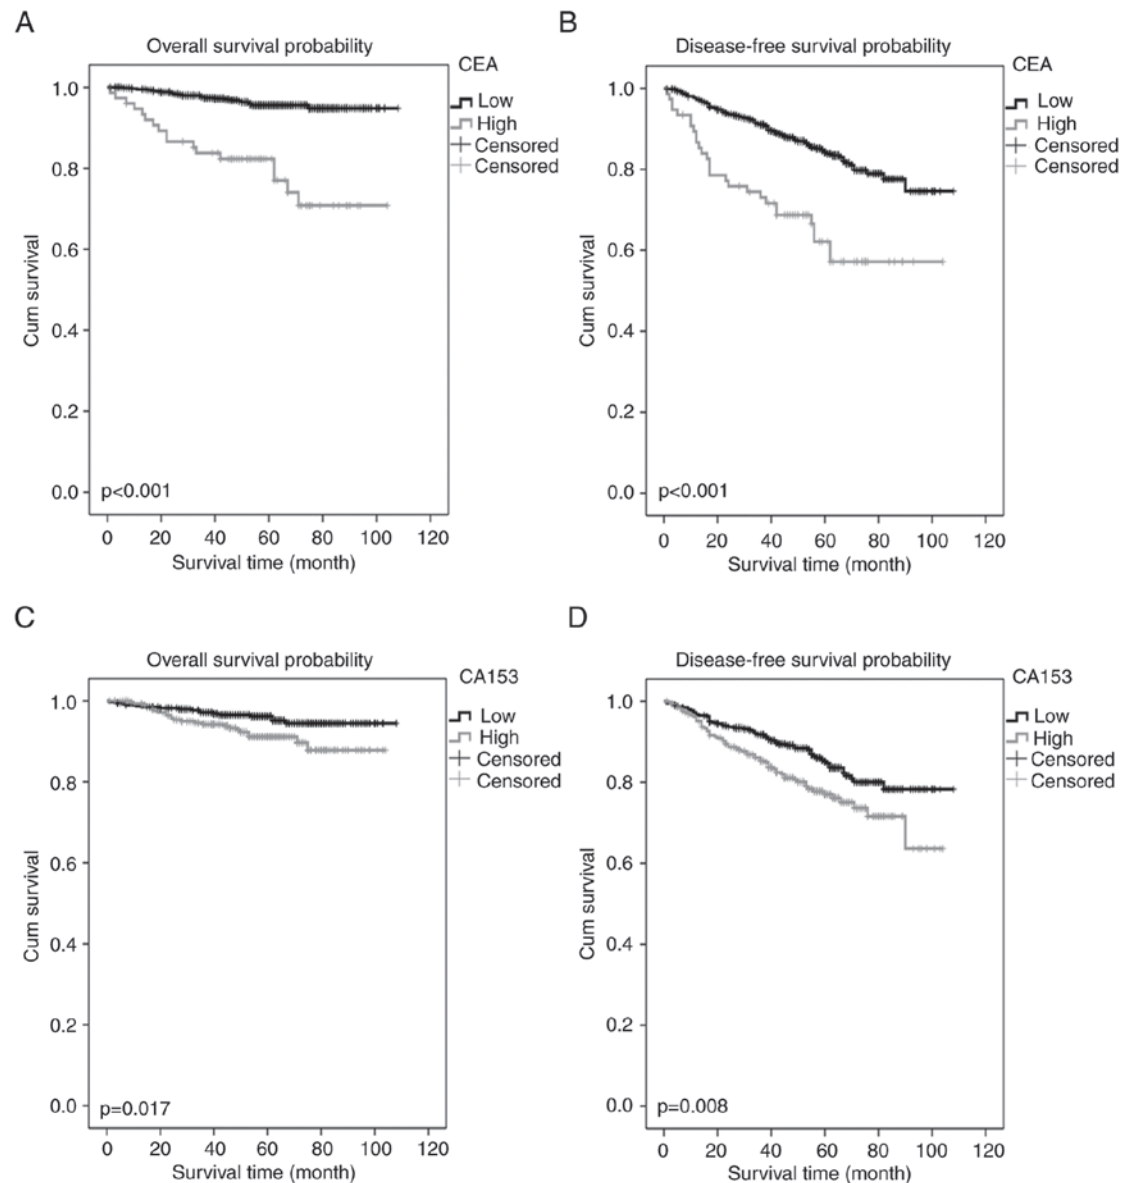 A
Overall survival probability
CEA
Low
High
Censored
Censored
Cum survival
1.0
0.8
0.6
0.4
0.2
0.0
p<0.001
0 20 40 60 80 100 120
Survival time (month)
B
Disease-free survival probability
CEA
Low
High
Censored
Censored
Cum survival
1.0
0.8
0.6
0.4
0.2
0.0
p<0.001
0 20 40 60 80 100 120
Survival time (month)
C
Overall survival probability
CA153
Low
High
Censored
Censored
Cum survival
1.0
0.8
0.6
0.4
0.2
0.0
p=0.017
0 20 40 60 80 100 120
Survival time (month)
D
Disease-free survival probability
CA153
Low
High
Censored
Censored
Cum survival
1.0
0.8
0.6
0.4
0.2
0.0
p=0.008
0 20 40 60 80 100 120
Survival time (month)